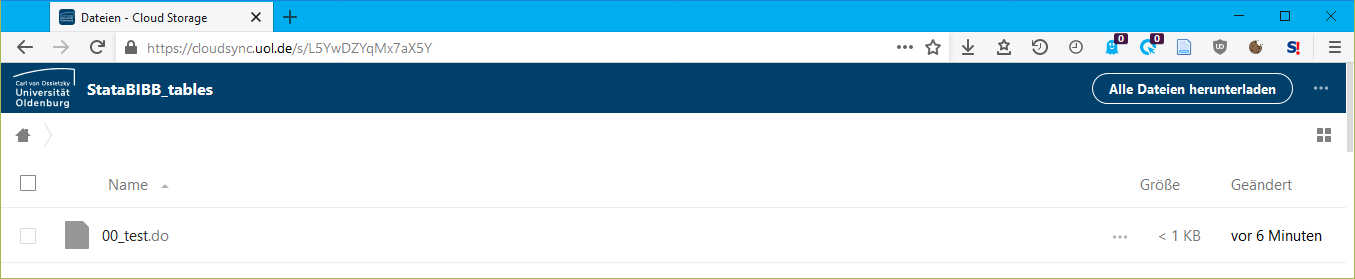 Dateien - Cloud Storage
https://cloudsync.uol.de/s/L5YwDZYqMx7aX5Y
0
0
UD
S!
Carl von Ossietzky
Universität
Oldenburg
StataBIBB_tables
Alle Dateien herunterladen
Name
Größe
Geändert
00_test.do
< 1 KB
vor 6 Minuten